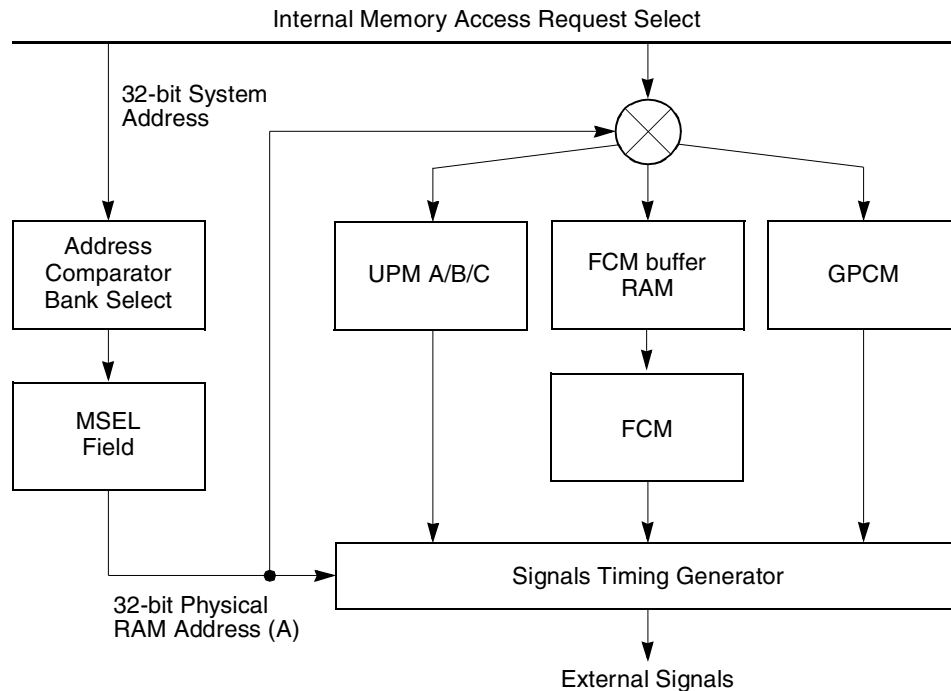 Internal Memory Access Request Select
32-bit System
Address
Address
Comparator
Bank Select
UPM A/B/C
FCM buffer
RAM
GPCM
MSEL
Field
FCM
Signals Timing Generator
32-bit Physical
RAM Address (A)
External Signals